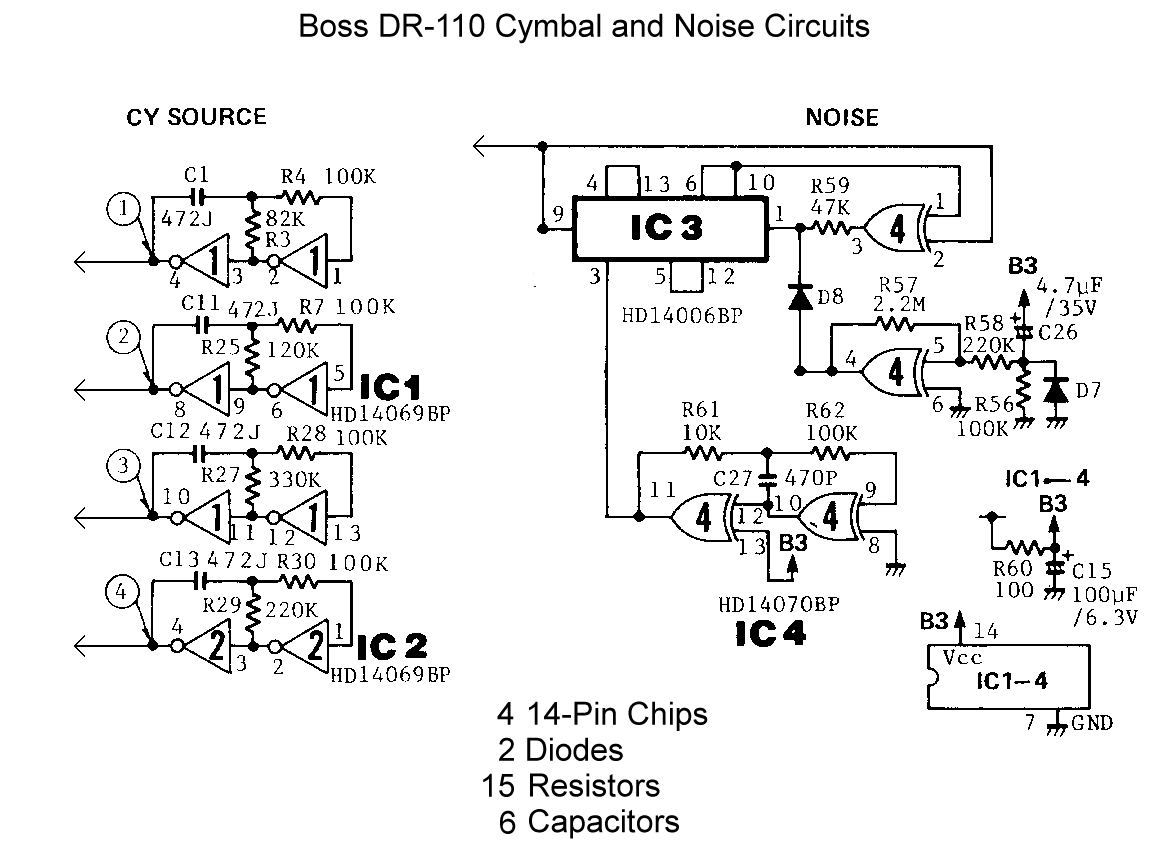 Boss DR-110 Cymbal and Noise Circuits
CY SOURCE
C1
R4 100K
1
472J
82K
R3
1
1
4
3
2
1
C11
472J
R7 100K
2
R25
120K
1
1
5
8
9
6
IC1
HD14069BP
C12 472J
R28
100K
3
R27
330K
10
1
1
11
12
13
C13 472J
R30 100K
4
R29
220K
4
2
2
1
3
2
IC2
HD14069BP
NOISE
4
13
6
10
9
IC3
1
R59
47K
4
1
3
2
3
5
12
HD14006BP
D8
R57
2.2M
B3
4.7µF
/35V
+
C26
R58
220K
4
4
5
6
R56
100K
D7
R61
10K
R62
100K
C27
470P
11
4
12
13
10
4
9
8
B3
HD14070BP
IC4
IC1—4
B3
R60
100
+
C15
100µF
/6.3V
B3
14
Vcc
IC1—4
7
GND
4 14-Pin Chips
2 Diodes
15 Resistors
6 Capacitors